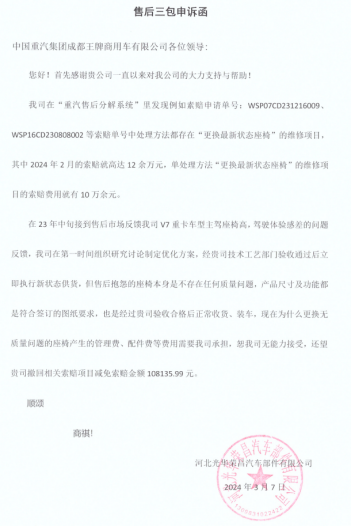 售后三包申诉函
中国重汽集团成都王牌商用车有限公司各位领导:
您好！首先感谢贵公司一直以来对我公司的大力支持与帮助！
我司在“重汽售后分解系统”里发现例如索赔申请单号：WSP07CD231216009、
WSP16CD230808002 等索赔单号中处理方法都存在“更换最新状态座椅”的维修项目，
其中 2024 年 2 月的索赔就高达 12 余万元，单处理方法“更换最新状态座椅”的维修项
目的索赔费用就有 10 万余元。
在 23 年中旬接到售后市场反馈我司 V7 重卡车型主驾座椅高，驾驶体验感差的问题
反馈，我司在第一时间组织研究讨论制定优化方案，经贵司技术工艺部门验收通过后立
即执行新状态供货，但售后抱怨的座椅本身是不存在任何质量问题，产品尺寸及功能都
是符合签订的图纸要求，也是经过贵司验收合格后正常收货、装车，现在为什么更换无
质量问题的座椅产生的管理费、配件费等费用需要我司承担，恕我司无能力接受，还望
贵司撤回相关索赔项目减免索赔金额 108135.99 元。
顺颂
商祺!
河北光华荣昌汽车部件有限公司
2024 年 3 月 7 日